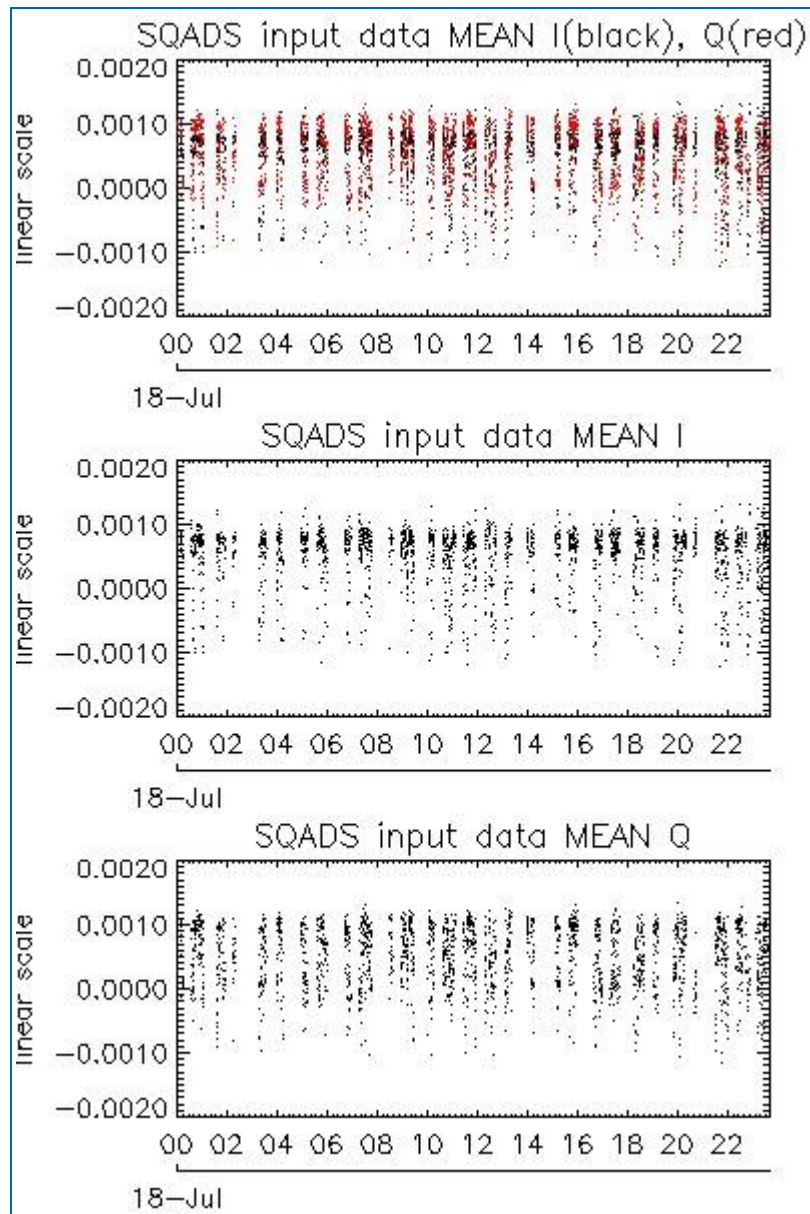 SQADS input data MEAN I(black), Q(red)
0.0020
0.0010
0.0000
−0.0010
−0.0020
linear scale
00 02 04 06 08 10 12 14 16 18 20 22
18−Jul
SQADS input data MEAN I
0.0020
0.0010
0.0000
−0.0010
−0.0020
linear scale
00 02 04 06 08 10 12 14 16 18 20 22
18−Jul
SQADS input data MEAN Q
0.0020
0.0010
0.0000
−0.0010
−0.0020
linear scale
00 02 04 06 08 10 12 14 16 18 20 22
18−Jul